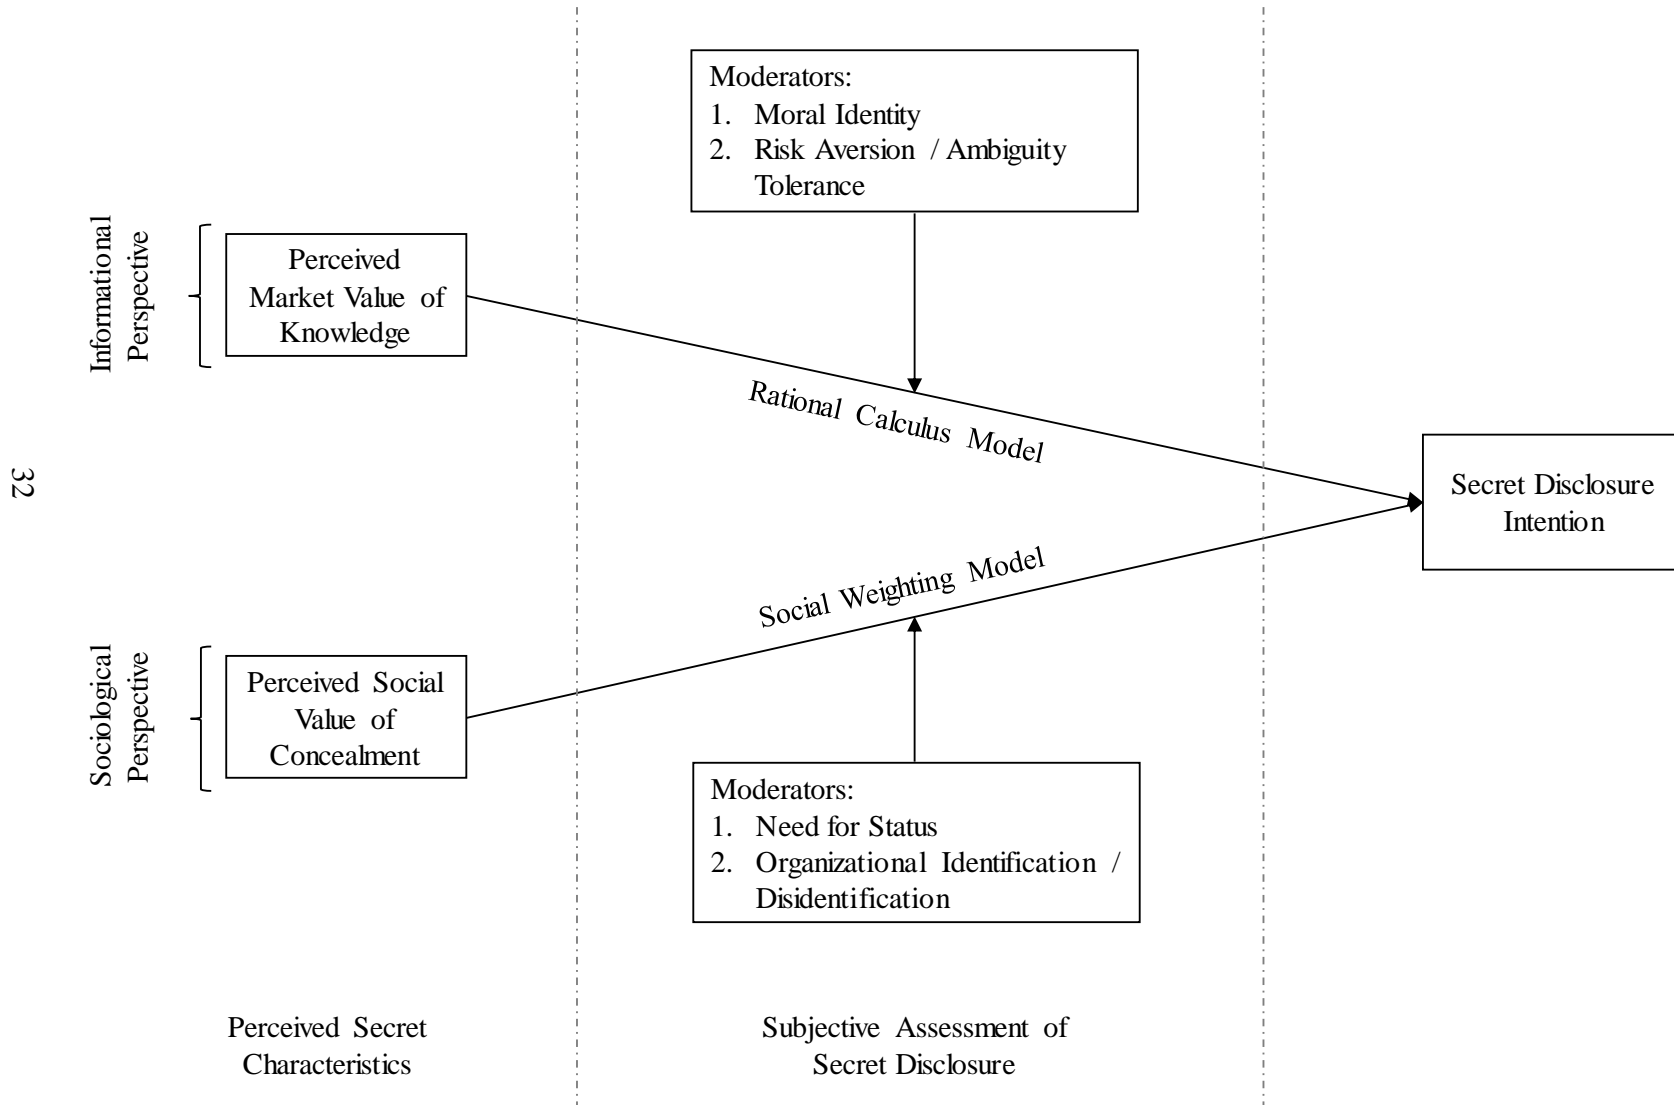 Moderators:
1. Moral Identity
2. Risk Aversion / Ambiguity
Tolerance
Informational
Perspective
Perceived
Market Value of
Knowledge
Rational Calculus Model
32
Secret Disclosure
Intention
Social Weighting Model
Sociological
Perspective
Perceived Social
Value of
Concealment
Moderators:
1. Need for Status
2. Organizational Identification /
Disidentification
Perceived Secret
Characteristics
Subjective Assessment of
Secret Disclosure